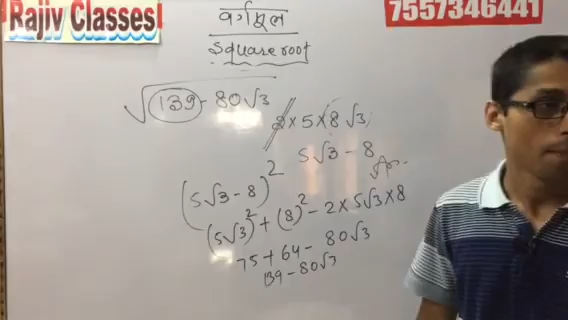 Rajiv Classes
7557346441
वर्गमूल
Square root
√139 - 80√3
2 × 5 × 8 √3
5√3 - 8
Ans.
(5√3 - 8)²
(5√3)² + (8)² - 2 × 5√3 × 8
75 + 64 - 80√3
139 - 80√3